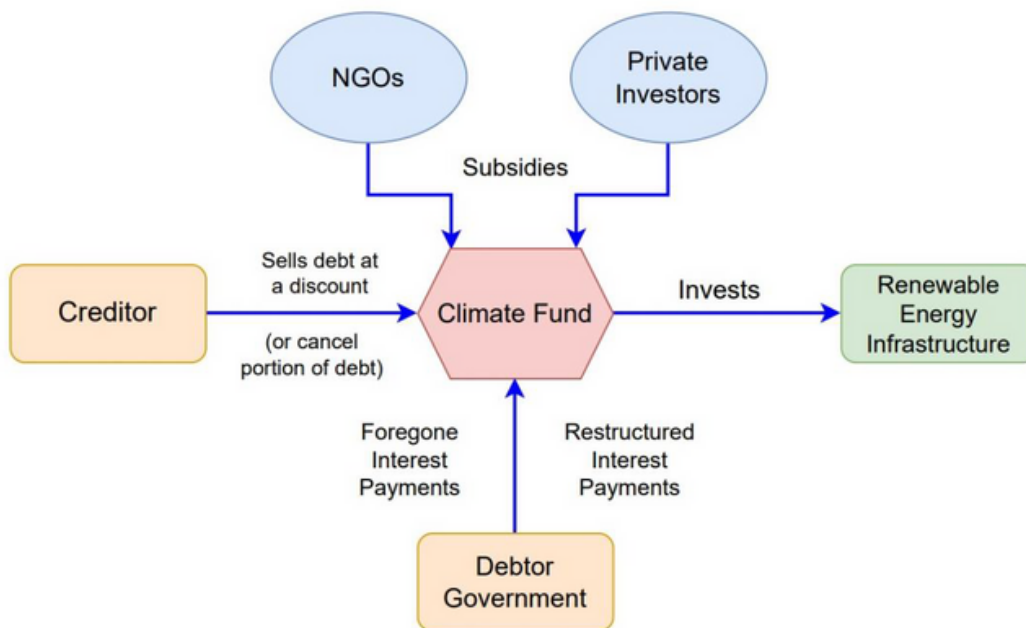 NGOs
Private
Investors
Subsidies
Sells debt at
a discount
Creditor
(or cancel
portion of debt)
Climate Fund
Invests
Renewable
Energy
Infrastructure
Foregone
Interest
Payments
Restructured
Interest
Payments
Debtor
Government